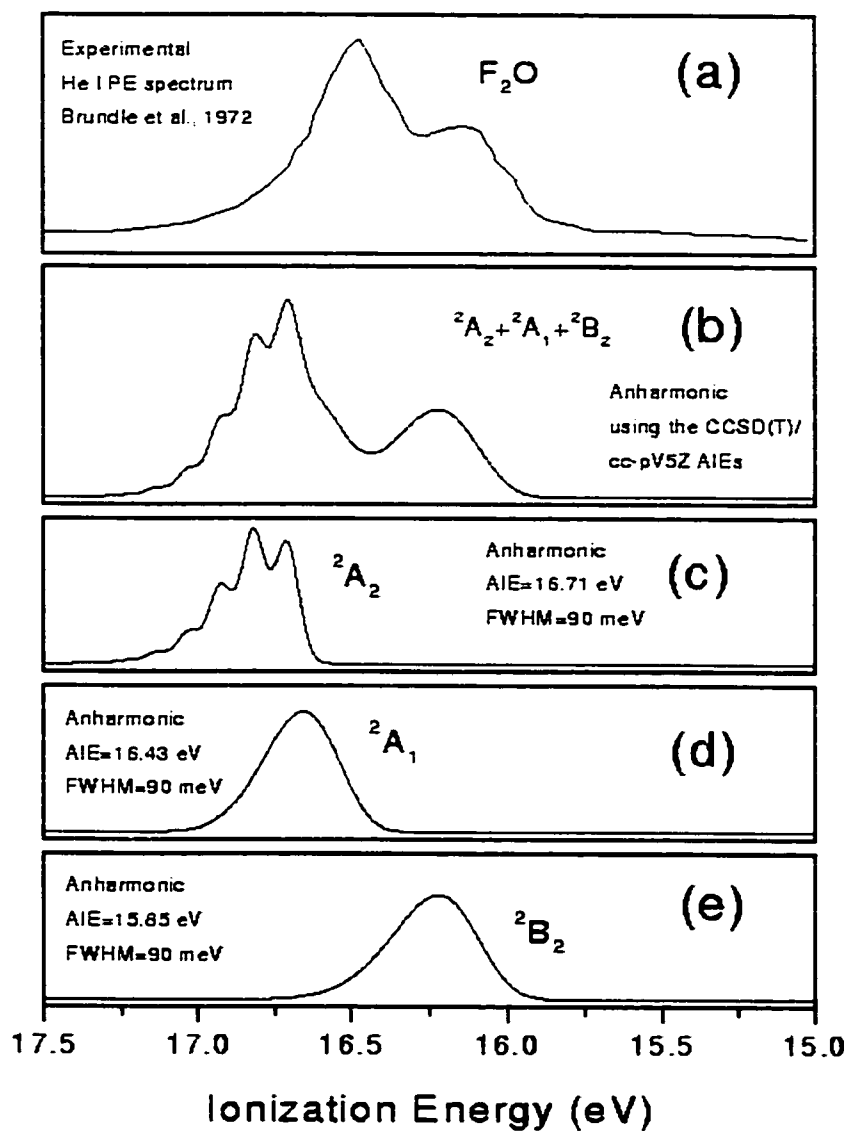 Experimental
He I PE spectrum
Brundle et al., 1972
F₂O
(a)
²A₂+²A₁+²B₂
(b)
Anharmonic
using the CCSD(T)/
cc-pV5Z AIEs
²A₂
Anharmonic
AIE=16.71 eV
FWHM=90 meV
(c)
Anharmonic
AIE=16.43 eV
FWHM=90 meV
²A₁
(d)
Anharmonic
AIE=15.85 eV
FWHM=90 meV
²B₂
(e)
17.5 17.0 16.5 16.0 15.5 15.0
Ionization Energy (eV)